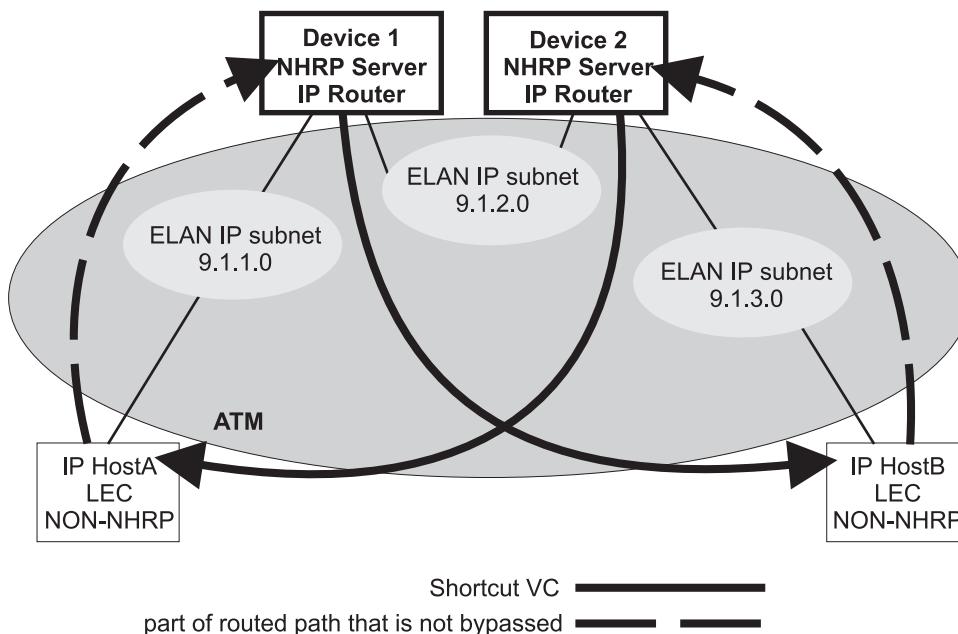 Device 1
NHRP Server
IP Router
Device 2
NHRP Server
IP Router
ELAN IP subnet
9.1.2.0
ELAN IP subnet
9.1.1.0
ELAN IP subnet
9.1.3.0
ATM
IP HostA
LEC
NON-NHRP
IP HostB
LEC
NON-NHRP
Shortcut VC
part of routed path that is not bypassed